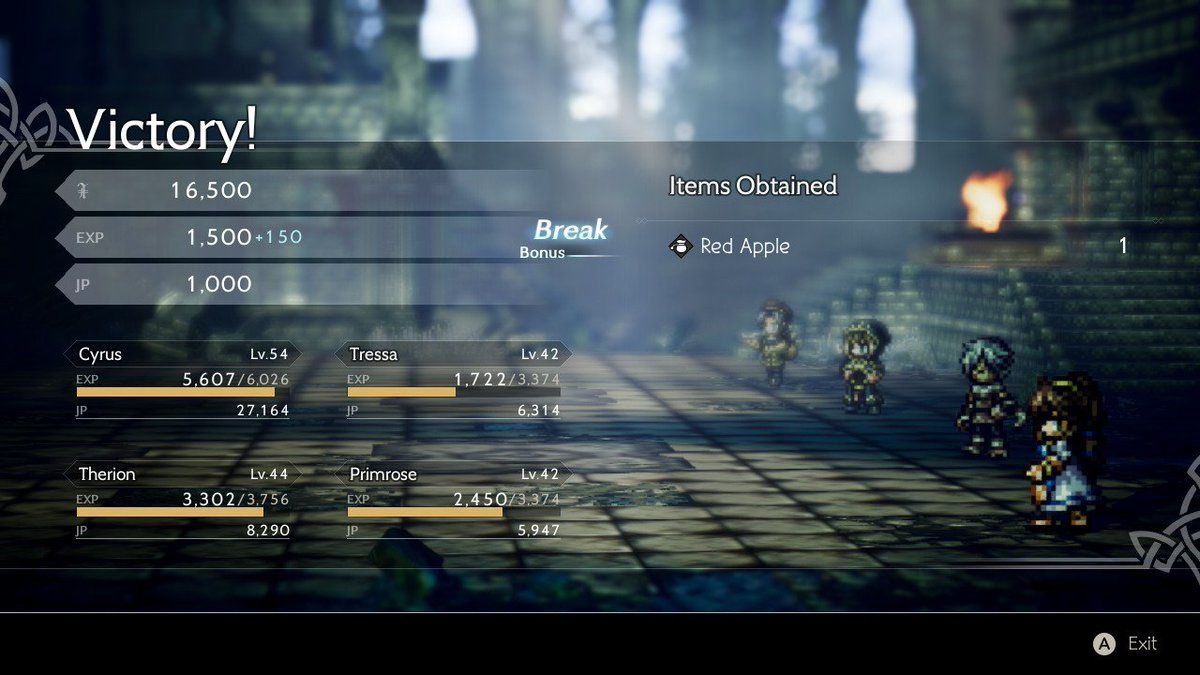 Victory!
16,500
EXP 1,500 +150
Break
Bonus
JP 1,000
Items Obtained
Red Apple 1
Cyrus Lv.54
EXP 5,607/6,026
JP 27,164
Tressa Lv.42
EXP 1,722/3,374
JP 6,314
Therion Lv.44
EXP 3,302/3,756
JP 8,290
Primrose Lv.42
EXP 2,450/3,374
JP 5,947
A Exit